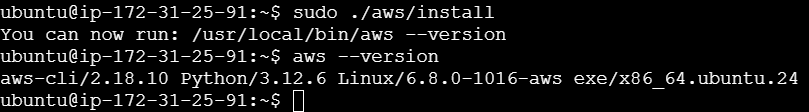 ubuntu@ip-172-31-25-91:~$ sudo ./aws/install
You can now run: /usr/local/bin/aws --version
ubuntu@ip-172-31-25-91:~$ aws --version
aws-cli/2.18.10 Python/3.12.6 Linux/6.8.0-1016-aws exe/x86_64.ubuntu.24
ubuntu@ip-172-31-25-91:~$